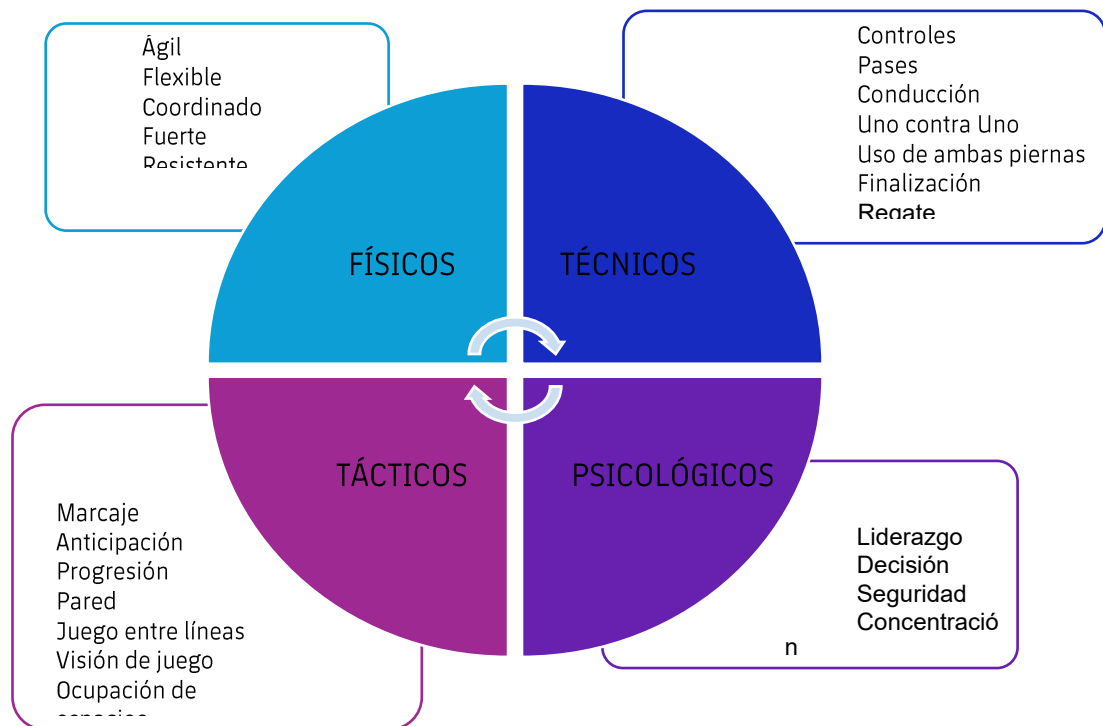 Ágil
Flexible
Coordinado
Fuerte
Resistente
Controles
Pases
Conducción
Uno contra Uno
Uso de ambas piernas
Finalización
Regate
FÍSICOS
TÉCNICOS
TÁCTICOS
PSICOLÓGICOS
Marcaje
Anticipación
Progresión
Pared
Juego entre líneas
Visión de juego
Ocupación de
espacios
Liderazgo
Decisión
Seguridad
Concentració
n